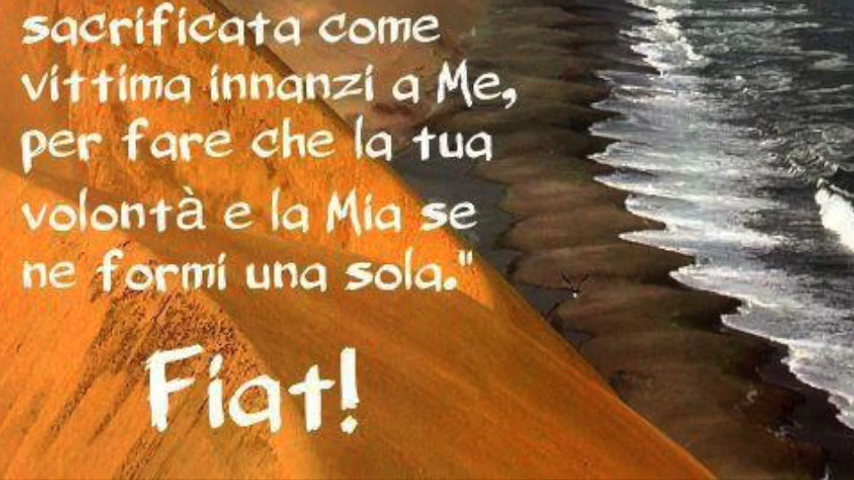 sacrificata come
vittima innanzi a Me,
per fare che la tua
volontà e la Mia se
ne formi una sola."
Fiat!